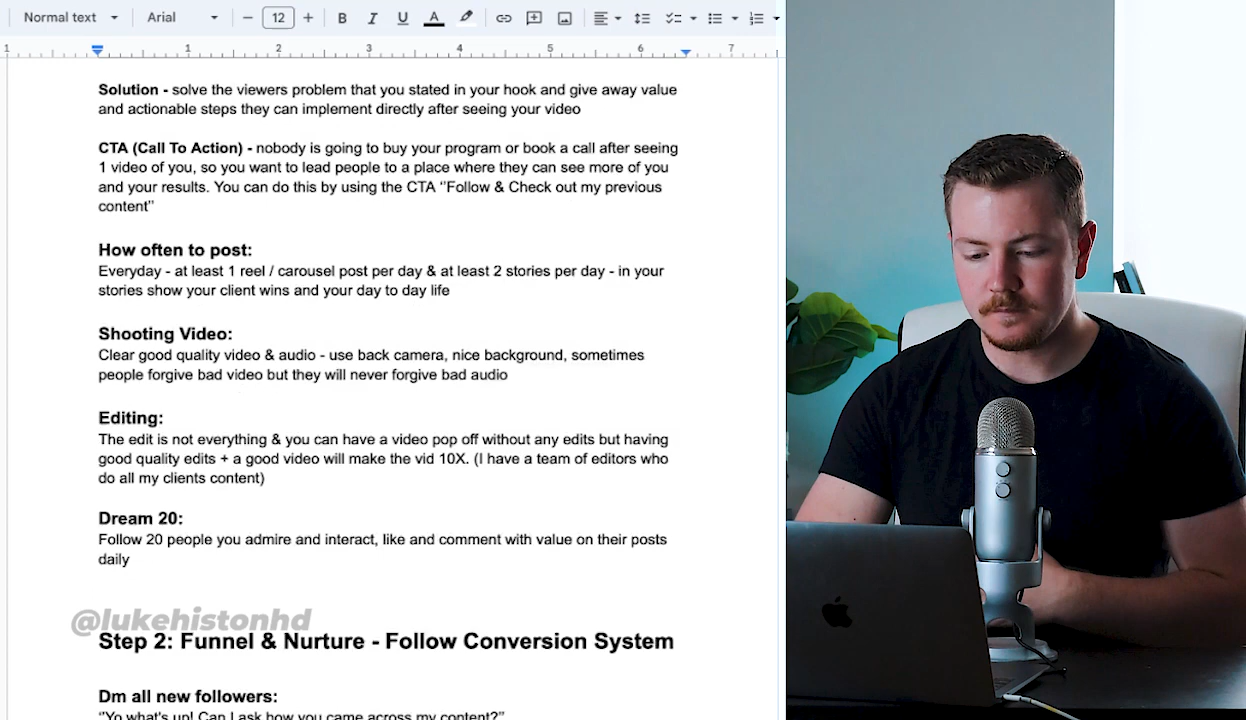 Normal text
Arial
12
1
1
2
3
4
5
6
7
Solution - solve the viewers problem that you stated in your hook and give away value
and actionable steps they can implement directly after seeing your video
CTA (Call To Action) - nobody is going to buy your program or book a call after seeing
1 video of you, so you want to lead people to a place where they can see more of you
and your results. You can do this by using the CTA "Follow & Check out my previous
content"
How often to post:
Everyday - at least 1 reel / carousel post per day & at least 2 stories per day - in your
stories show your client wins and your day to day life
Shooting Video:
Clear good quality video & audio - use back camera, nice background, sometimes
people forgive bad video but they will never forgive bad audio
Editing:
The edit is not everything & you can have a video pop off without any edits but having
good quality edits + a good video will make the vid 10X. (I have a team of editors who
do all my clients content)
Dream 20:
Follow 20 people you admire and interact, like and comment with value on their posts
daily
@lukehistonhd
Step 2: Funnel & Nurture - Follow Conversion System
Dm all new followers:
"Yo what's up! Can I ask how you came across my content?"